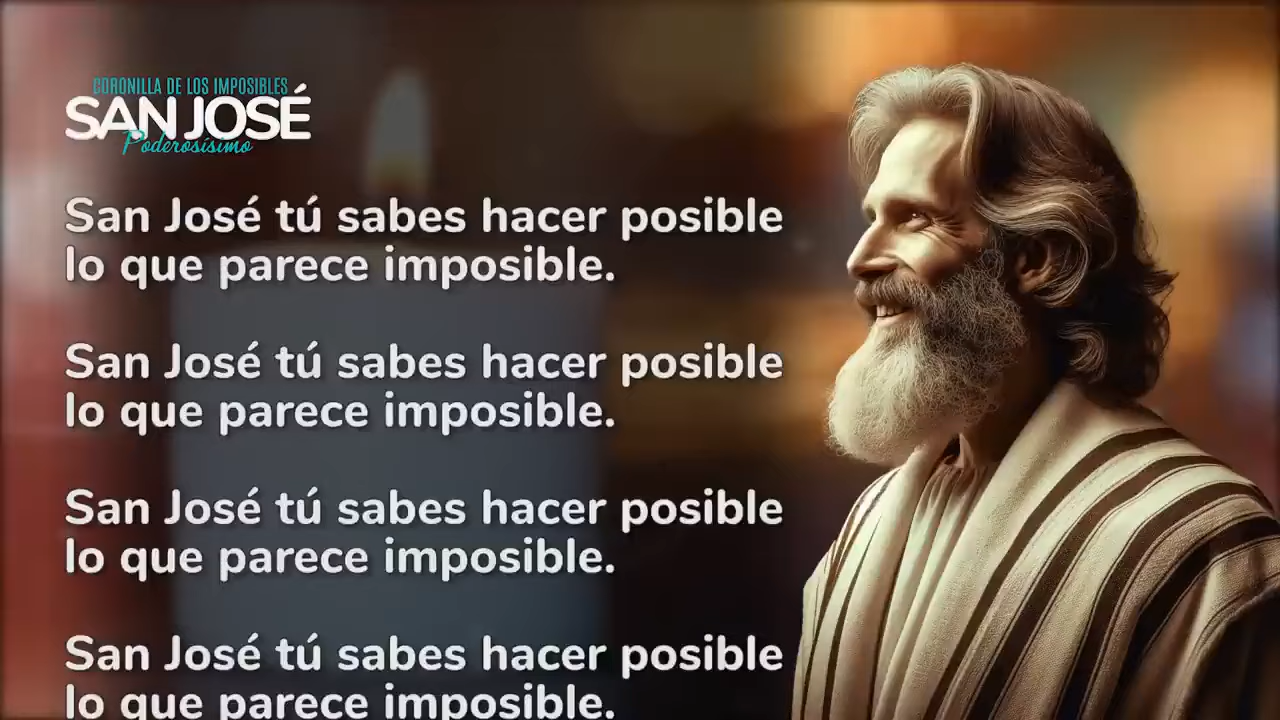 CORONILLA DE LOS IMPOSIBLES
SAN JOSÉ
Poderosísimo
San José tú sabes hacer posible
lo que parece imposible.
San José tú sabes hacer posible
lo que parece imposible.
San José tú sabes hacer posible
lo que parece imposible.
San José tú sabes hacer posible
lo que parece imposible.